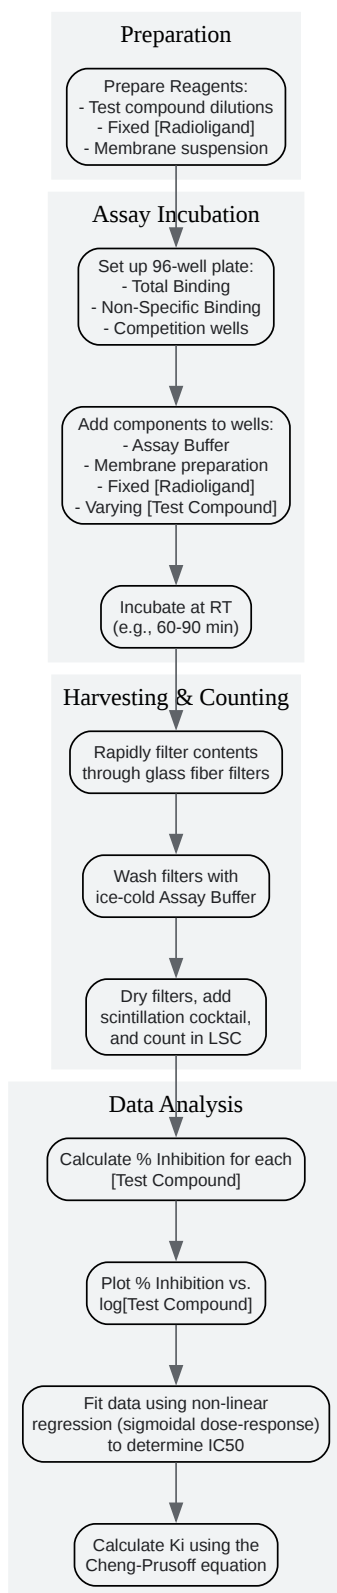 Preparation
Prepare Reagents:
- Test compound dilutions
- Fixed [Radioligand]
- Membrane suspension
Assay Incubation
Set up 96-well plate:
- Total Binding
- Non-Specific Binding
- Competition wells
Add components to wells:
- Assay Buffer
- Membrane preparation
- Fixed [Radioligand]
- Varying [Test Compound]
Incubate at RT
(e.g., 60-90 min)
Harvesting & Counting
Rapidly filter contents
through glass fiber filters
Wash filters with
ice-cold Assay Buffer
Dry filters, add
scintillation cocktail,
and count in LSC
Data Analysis
Calculate % Inhibition for each
[Test Compound]
Plot % Inhibition vs.
log[Test Compound]
Fit data using non-linear
regression (sigmoidal dose-response)
to determine IC50
Calculate Ki using the
Cheng-Prusoff equation